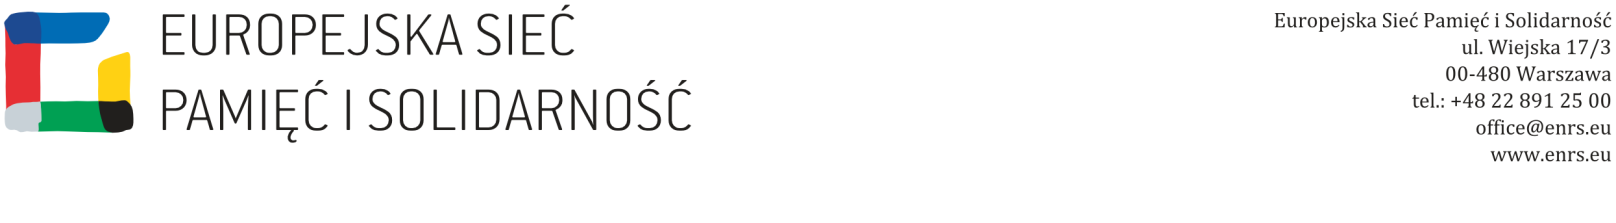 EUROPEJSKA SIEĆ
PAMIĘĆ I SOLIDARNOŚĆ
Europejska Sieć Pamięć i Solidarność
ul. Wiejska 17/3
00-480 Warszawa
tel.: +48 22 891 25 00
office@enrs.eu
www.enrs.eu